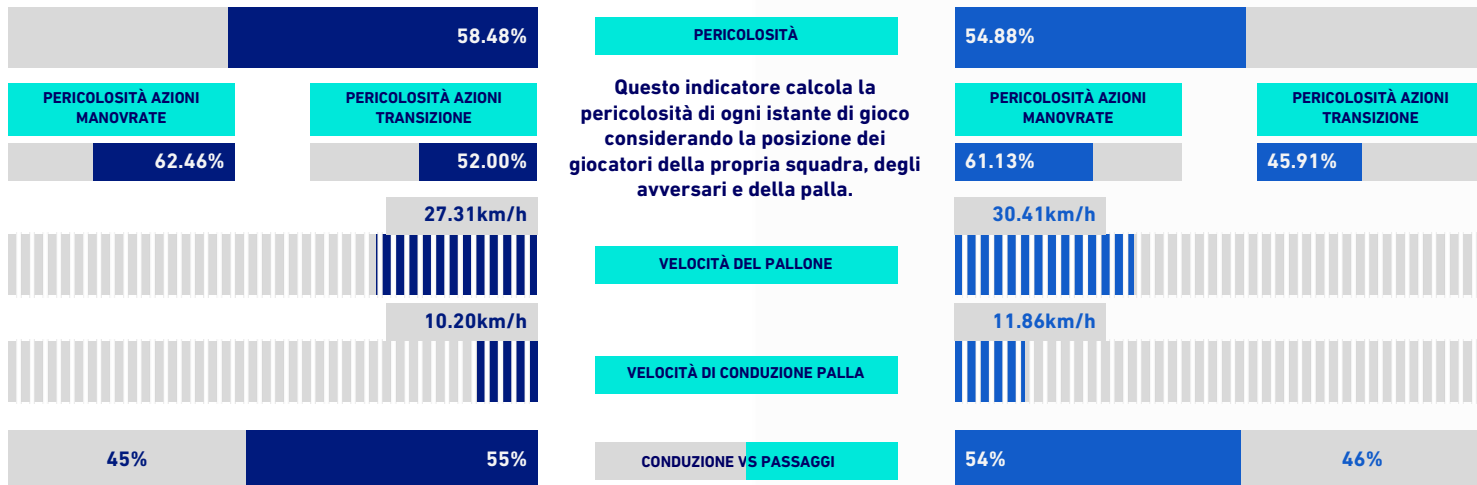 58.48%
PERICOLOSITÀ
54.88%
PERICOLOSITÀ AZIONI
MANOVRATE
PERICOLOSITÀ AZIONI
TRANSIZIONE
Questo indicatore calcola la
pericolosità di ogni istante di gioco
considerando la posizione dei
giocatori della propria squadra, degli
avversari e della palla.
PERICOLOSITÀ AZIONI
MANOVRATE
PERICOLOSITÀ AZIONI
TRANSIZIONE
62.46%
52.00%
61.13%
45.91%
27.31km/h
VELOCITÀ DEL PALLONE
30.41km/h
10.20km/h
VELOCITÀ DI CONDUZIONE PALLA
11.86km/h
45%
55%
CONDUZIONE VS PASSAGGI
54%
46%